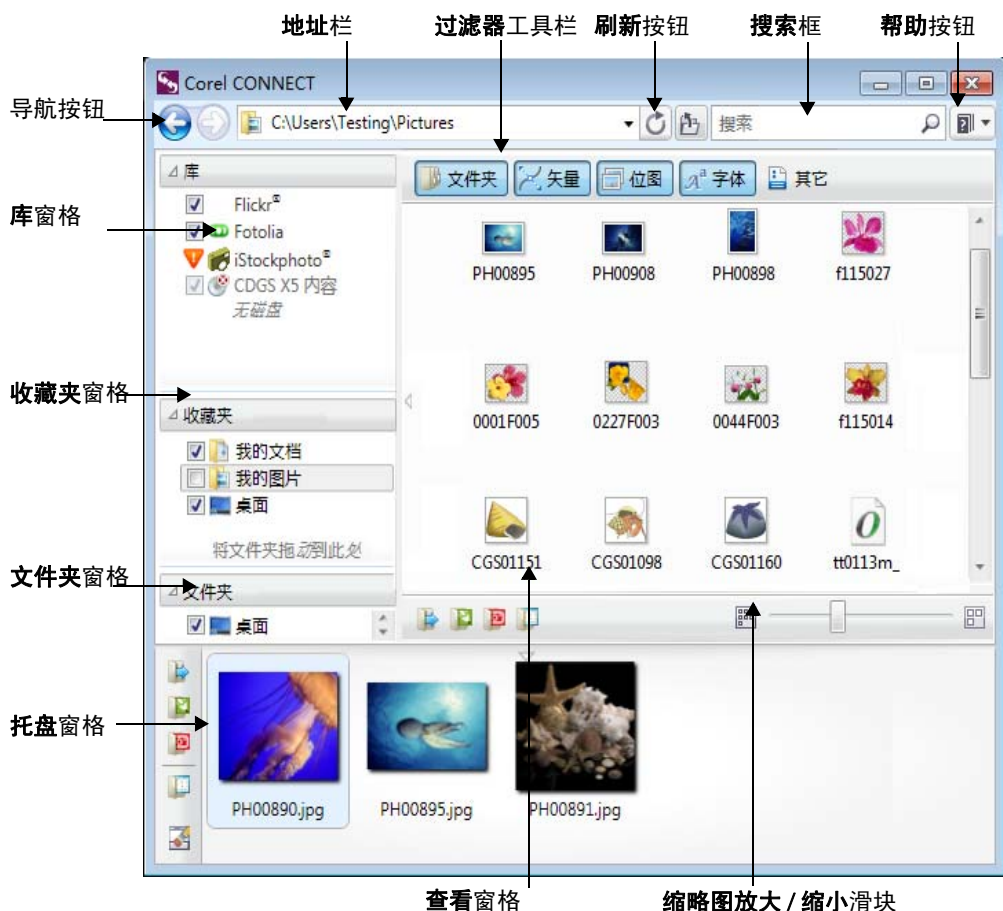 地址栏 过滤器工具栏 刷新按钮 搜索框 帮助按钮
Corel CONNECT
导航按钮
C:\Users\Testing\Pictures 搜索
库 文件夹 矢量 位图 字体 其它
库窗格
Flickr®
Fotolia
iStockphoto®
CDGS X5 内容
无磁盘
PH00895 PH00908 PH00898 f115027
收藏夹窗格
收藏夹
0001F005 0227F003 0044F003 f115014
我的文档
我的图片
桌面
将文件夹拖动到此处
CGS01151 CGS01098 CGS01160 tt0113m_
文件夹窗格
文件夹
桌面
托盘窗格
PH00890.jpg PH00895.jpg PH00891.jpg
查看窗格 缩略图放大 / 缩小滑块